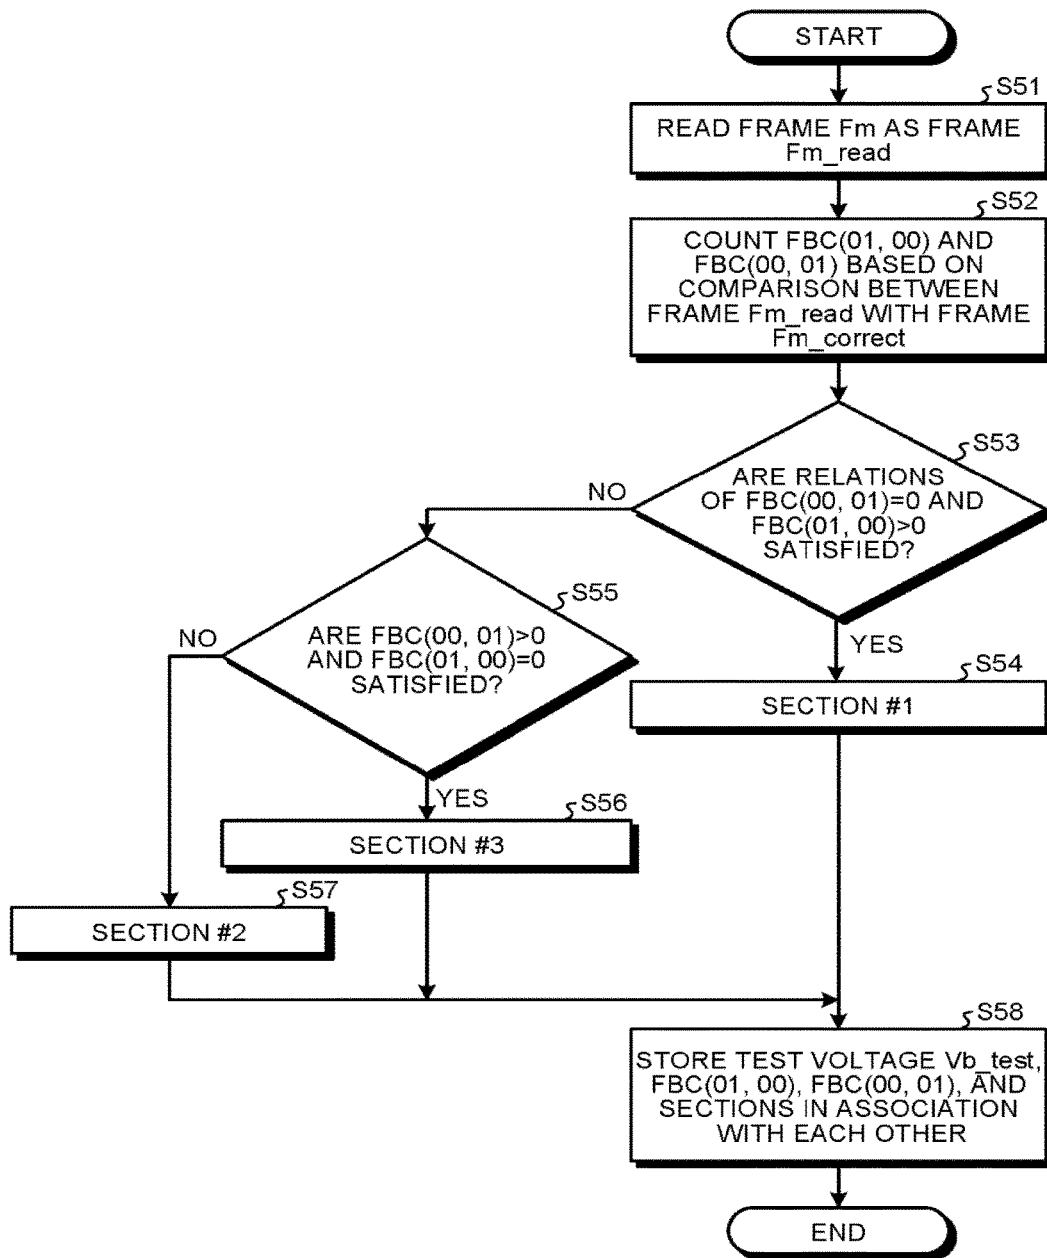 START
S51
READ FRAME Fm AS FRAME
Fm_read
S52
COUNT FBC(01, 00) AND
FBC(00, 01) BASED ON
COMPARISON BETWEEN
FRAME Fm_read WITH FRAME
Fm_correct
S53
ARE RELATIONS
OF FBC(00, 01)=0 AND
FBC(01, 00)>0
SATISFIED?
NO
YES
S55
ARE FBC(00, 01)>0
AND FBC(01, 00)=0
SATISFIED?
NO
YES
S54
SECTION #1
S56
SECTION #3
S57
SECTION #2
S58
STORE TEST VOLTAGE Vb_test,
FBC(01, 00), FBC(00, 01), AND
SECTIONS IN ASSOCIATION
WITH EACH OTHER
END